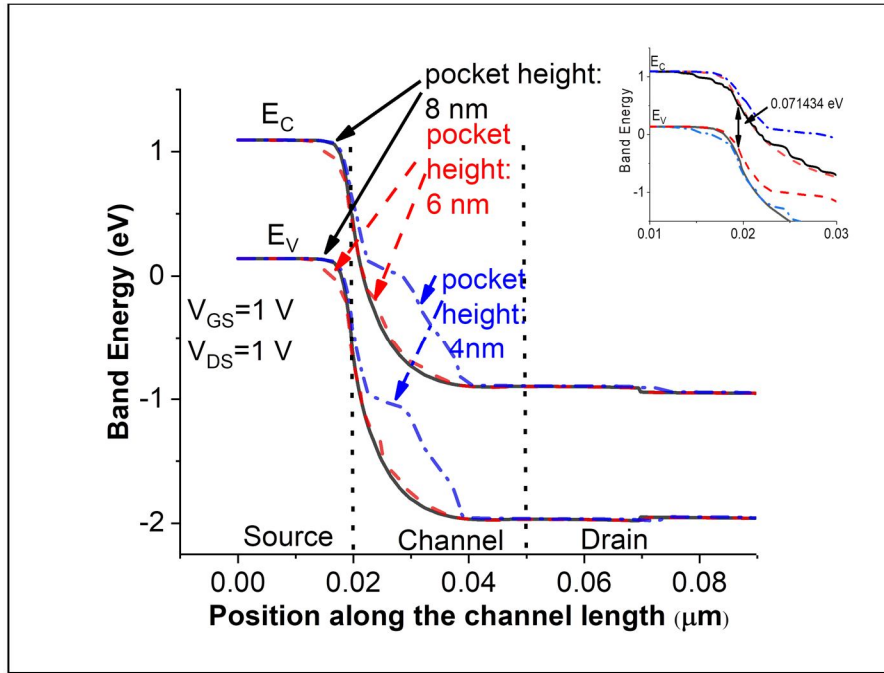 pocket height:
8 nm
pocket
height:
6 nm
pocket
height:
4nm
E_C
E_V
V_GS=1 V
V_DS=1 V
1
0
-1
-2
Band Energy (eV)
Source
Channel
Drain
0.00
0.02
0.04
0.06
0.08
Position along the channel length (μm)
E_C
E_V
0.071434 eV
1
0
-1
Band Energy
0.01
0.02
0.03